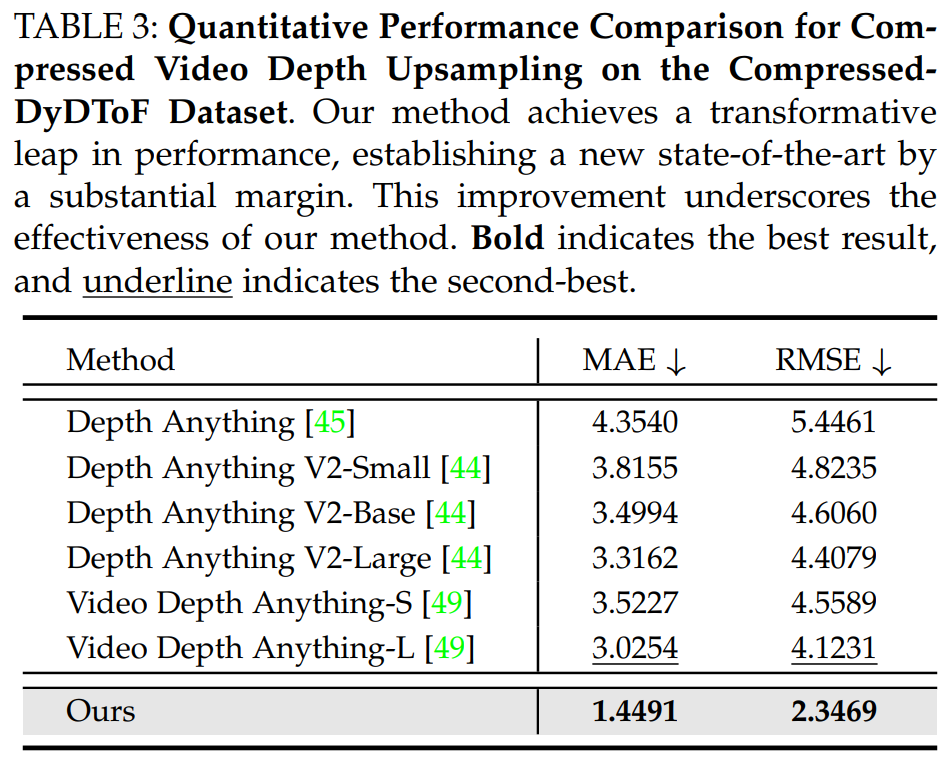 TABLE 3: Quantitative Performance Comparison for Com-
pressed Video Depth Upsampling on the Compressed-
DyDToF Dataset. Our method achieves a transformative
leap in performance, establishing a new state-of-the-art by
a substantial margin. This improvement underscores the
effectiveness of our method. Bold indicates the best result,
and underline indicates the second-best.
Method MAE ↓ RMSE ↓
Depth Anything [45] 4.3540 5.4461
Depth Anything V2-Small [44] 3.8155 4.8235
Depth Anything V2-Base [44] 3.4994 4.6060
Depth Anything V2-Large [44] 3.3162 4.4079
Video Depth Anything-S [49] 3.5227 4.5589
Video Depth Anything-L [49] 3.0254 4.1231
Ours 1.4491 2.3469